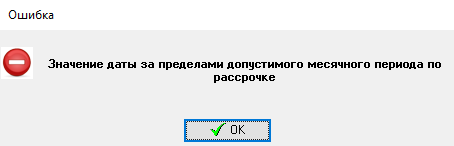 Ошибка
Значение даты за пределами допустимого месячного периода по
рассрочке
OK